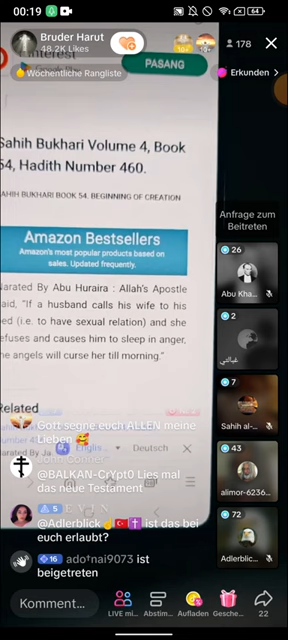 00:19
64
Bruder Harut
48.2K Likes
10+
10+
178
PASANG
Wöchentliche Rangliste
Erkunden >
Sahih Bukhari Volume 4, Book
54, Hadith Number 460.
SAHIH BUKHARI BOOK 54. BEGINNING OF CREATION
Amazon Bestsellers
Amazon's most popular products based on
sales. Updated frequently.
Narated By Abu Huraira : Allah's Apostle
said, "If a husband calls his wife to his
bed (i.e. to have sexual relation) and she
refuses and causes him to sleep in anger,
the angels will curse her till morning."
Related
Deutsch
Gott segne euch ALLEN meine
Lieben 🥰
@BALKAN-CrYpt0 Lies mal
das neue Testament
5
@Adlerblick ☝️🇹🇷✝️ ist das bei
euch erlaubt?
16 ado†nai9073 ist
beigetreten
Anfrage zum
Beitreten
26
Abu Kha...
2
7
Sahih al-...
43
alimor-6236...
72
Adlerblic...
Komment...
LIVE mi...
Abstim...
Aufladen
Gesche...
22